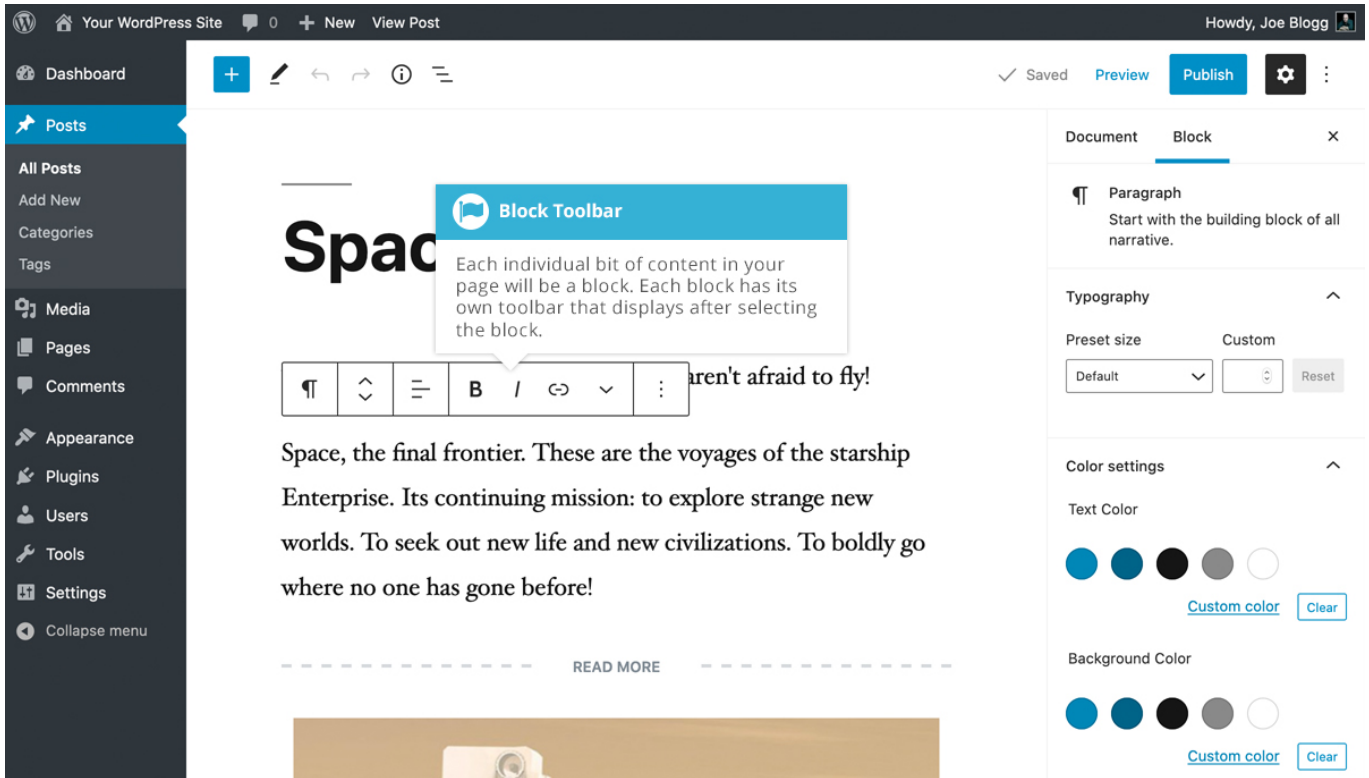 Your WordPress Site 0 New View Post Howdy, Joe Blogg
Dashboard
Posts
All Posts
Add New
Categories
Tags
Media
Pages
Comments
Appearance
Plugins
Users
Tools
Settings
Collapse menu
Saved Preview Publish
Spac
Block Toolbar
Each individual bit of content in your
page will be a block. Each block has its
own toolbar that displays after selecting
the block.
B I
aren't afraid to fly!
Space, the final frontier. These are the voyages of the starship
Enterprise. Its continuing mission: to explore strange new
worlds. To seek out new life and new civilizations. To boldly go
where no one has gone before!
READ MORE
Document Block
Paragraph
Start with the building block of all
narrative.
Typography
Preset size Custom
Default Reset
Color settings
Text Color
Custom color Clear
Background Color
Custom color Clear